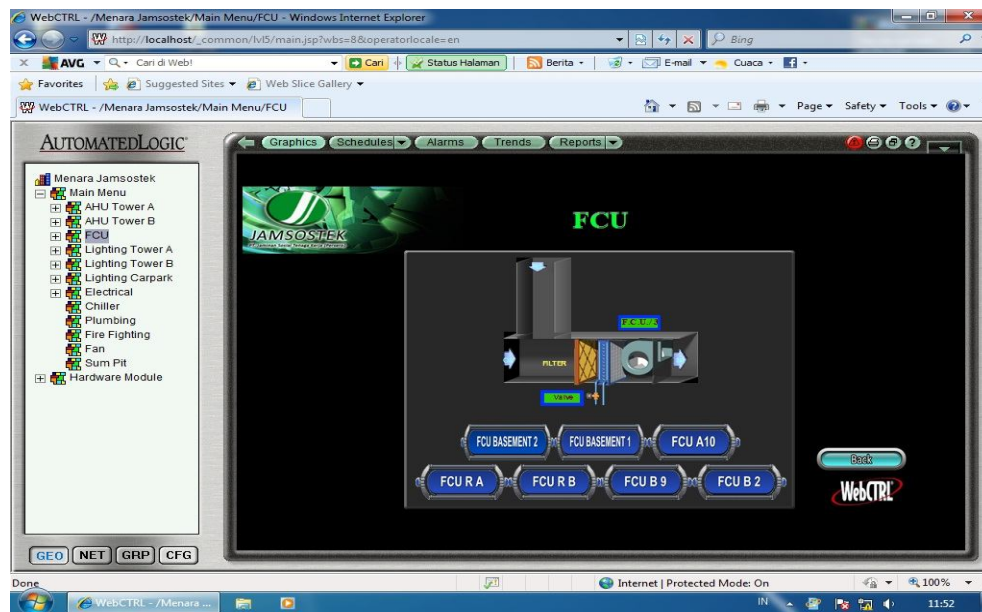 WebCTRL - /Menara Jamsostek/Main Menu/FCU - Windows Internet Explorer
http://localhost/_common/lvl5/main.jsp?wbs=8&operatorlocale=en
Bing
AVG Cari di Web! Cari Status Halaman Berita E-mail Cuaca
Favorites Suggested Sites Web Slice Gallery
WebCTRL - /Menara Jamsostek/Main Menu/FCU
Page Safety Tools
AUTOMATEDLOGIC
Graphics Schedules Alarms Trends Reports
Menara Jamsostek
Main Menu
AHU Tower A
AHU Tower B
FCU
Lighting Tower A
Lighting Tower B
Lighting Carpark
Electrical
Chiller
Plumbing
Fire Fighting
Fan
Sum Pit
Hardware Module
GEO NET GRP CFG
JAMSOSTEK
FCU
FILTER
Valve
FCU BASEMENT 2 FCU BASEMENT 1 FCU A10
FCU R A FCU R B FCU B 9 FCU B 2
Back
WebCTRL
Done
Internet | Protected Mode: On
100%
WebCTRL - /Menara ...
IN
11:52